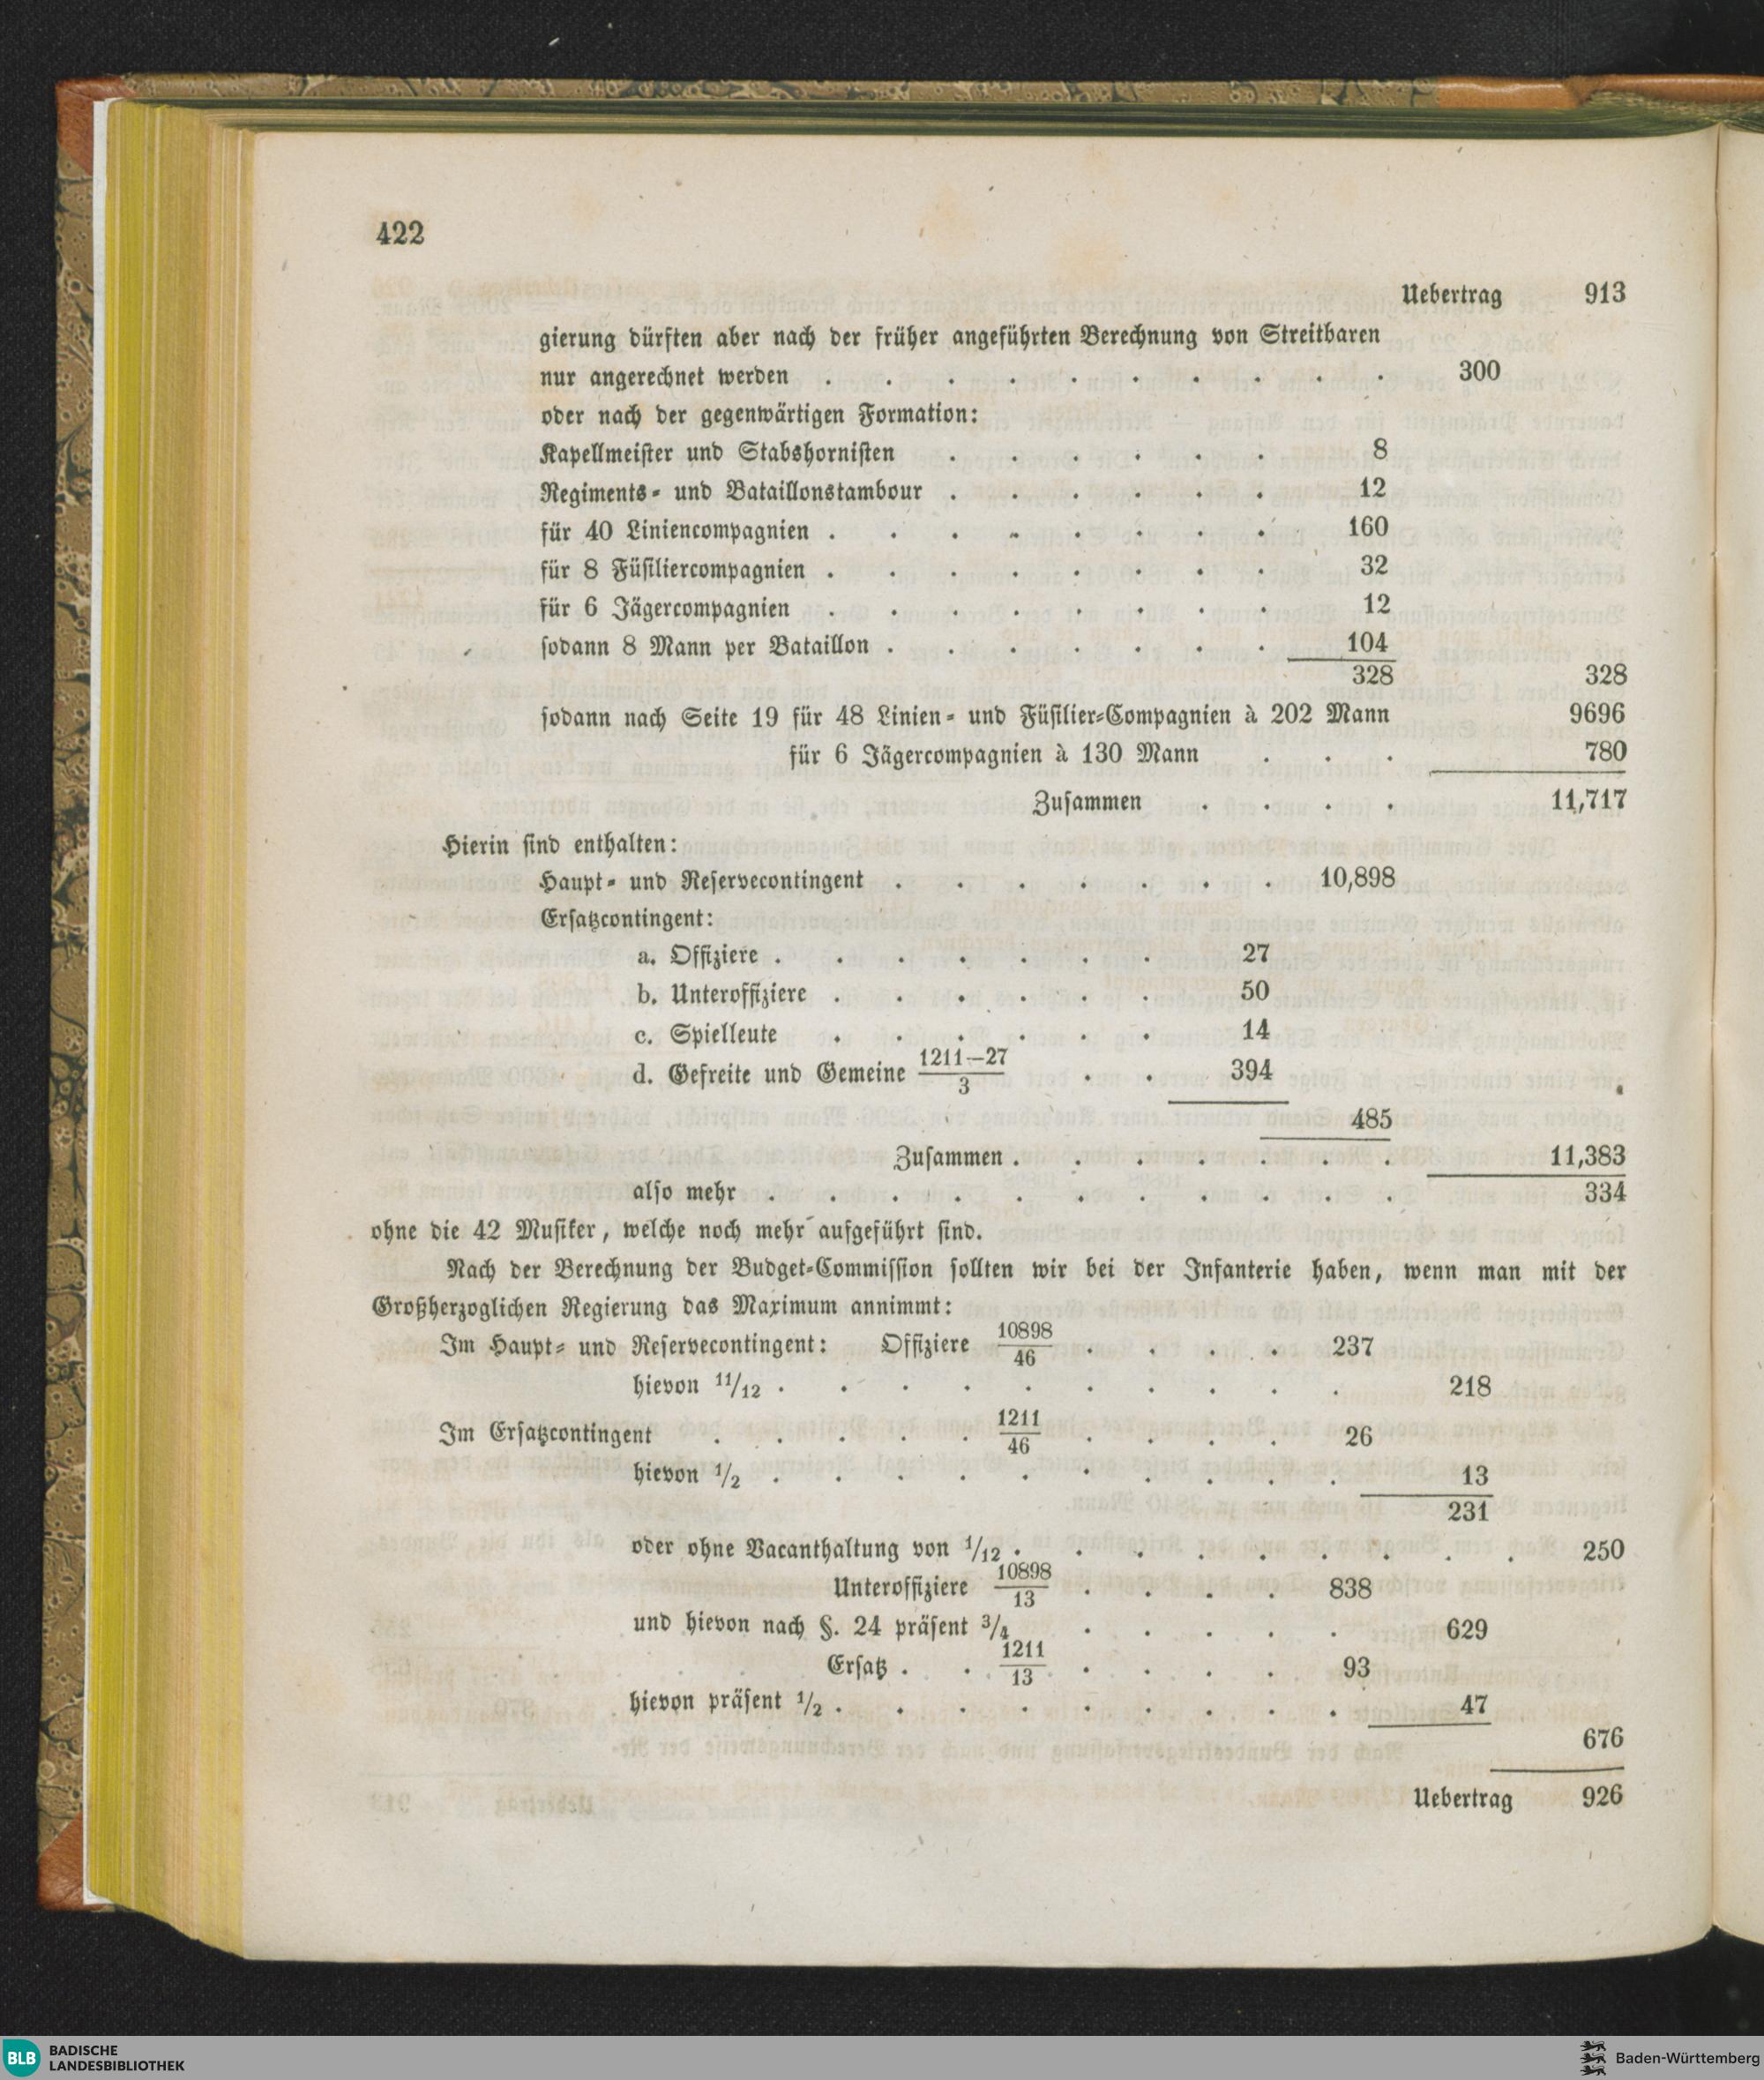 422
Uebertrag 913
gierung dürften aber nach der früher angeführten Berechnung von Streitbaren
nur angerechnet werden . . . . . . . . . . 300
oder nach der gegenwärtigen Formation:
Kapellmeister und Stabshornisten . . . . . . 8
Regiments- und Bataillonstambour . . . . . . 12
für 40 Liniencompagnien . . . . . . . . 160
für 8 Füsiliercompagnien . . . . . . . . 32
für 6 Jägercompagnien . . . . . . . . 12
sodann 8 Mann per Bataillon . . . . . . . 104
328 328
sodann nach Seite 19 für 48 Linien- und Füsilier-Compagnien à 202 Mann 9696
für 6 Jägercompagnien à 130 Mann . . . 780
Zusammen . . . . 11,717
Hierin sind enthalten:
Haupt- und Reservecontingent . . . . . . . 10,898
Ersatzcontingent:
a. Offiziere . . . . . . . 27
b. Unteroffiziere . . . . . . 50
c. Spielleute . . . . . . 14
d. Gefreite und Gemeine 1211—27/3 . . 394
485
Zusammen . . . . . . . 11,383
also mehr . . . . . . . . . . . 334
ohne die 42 Musiker, welche noch mehr aufgeführt sind.
Nach der Berechnung der Budget-Commission sollten wir bei der Infanterie haben, wenn man mit der
Großherzoglichen Regierung das Maximum annimmt:
Im Haupt- und Reservecontingent: Offiziere 10898/46 . . . . 237
hievon 11/12 . . . . . . . . . . 218
Im Ersatzcontingent . . . . . 1211/46 . . . . 26
hievon 1/2 . . . . . . . . . . 13
231
oder ohne Vacanthaltung von 1/12 . . . . . . . . . 250
Unteroffiziere 10898/13 . . . . 838
und hievon nach §. 24 präsent 3/4 . . . . . 629
Ersatz . . 1211/13 . . . . 93
hievon präsent 1/2 . . . . . . . . . 47
676
Uebertrag 926
BLB BADISCHE
LANDESBIBLIOTHEK
Baden-Württemberg